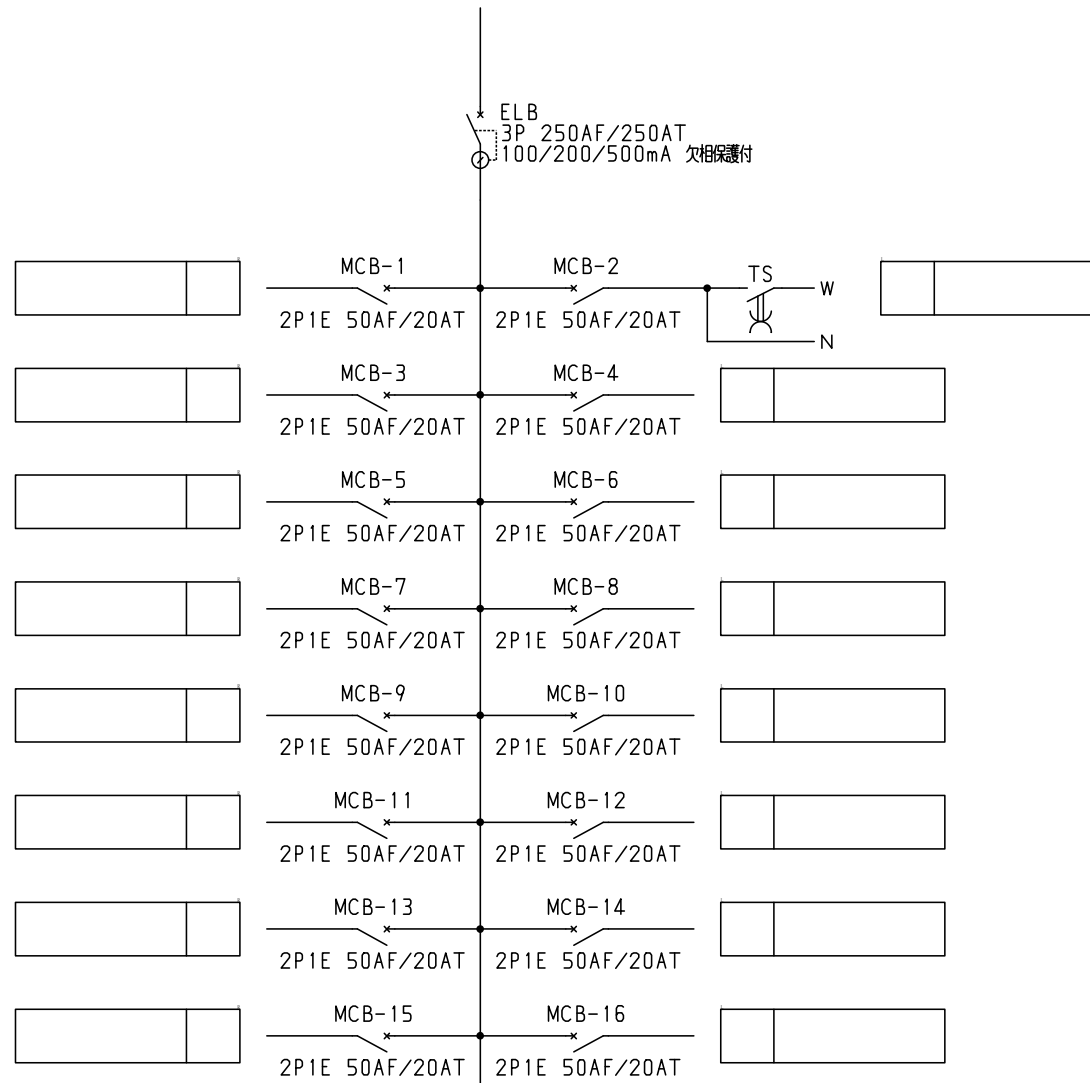 ELB
3P 250AF/250AT
100/200/500mA 欠相保護付
MCB-1 MCB-2 TS
W
2P1E 50AF/20AT 2P1E 50AF/20AT
N
MCB-3 MCB-4
2P1E 50AF/20AT 2P1E 50AF/20AT
MCB-5 MCB-6
2P1E 50AF/20AT 2P1E 50AF/20AT
MCB-7 MCB-8
2P1E 50AF/20AT 2P1E 50AF/20AT
MCB-9 MCB-10
2P1E 50AF/20AT 2P1E 50AF/20AT
MCB-11 MCB-12
2P1E 50AF/20AT 2P1E 50AF/20AT
MCB-13 MCB-14
2P1E 50AF/20AT 2P1E 50AF/20AT
MCB-15 MCB-16
2P1E 50AF/20AT 2P1E 50AF/20AT